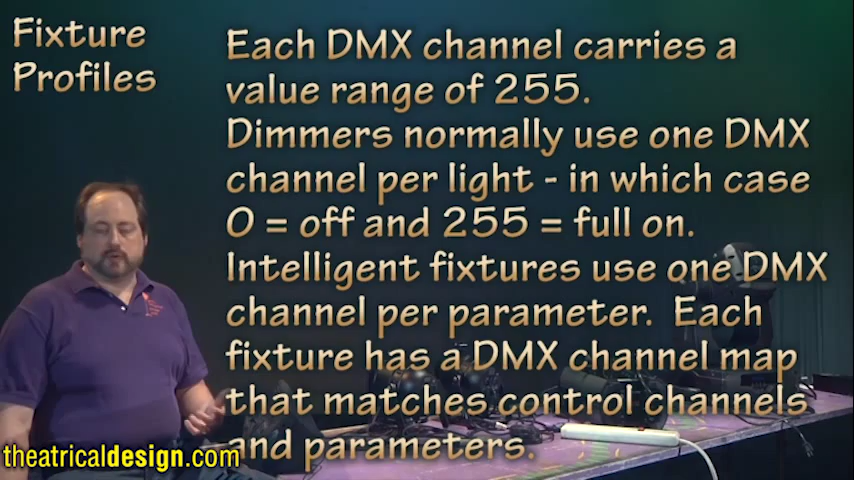 Fixture
Profiles
Each DMX channel carries a
value range of 255.
Dimmers normally use one DMX
channel per light - in which case
0 = off and 255 = full on.
Intelligent fixtures use one DMX
channel per parameter. Each
fixture has a DMX channel map
that matches control channels
and parameters.
theatricaldesign.com